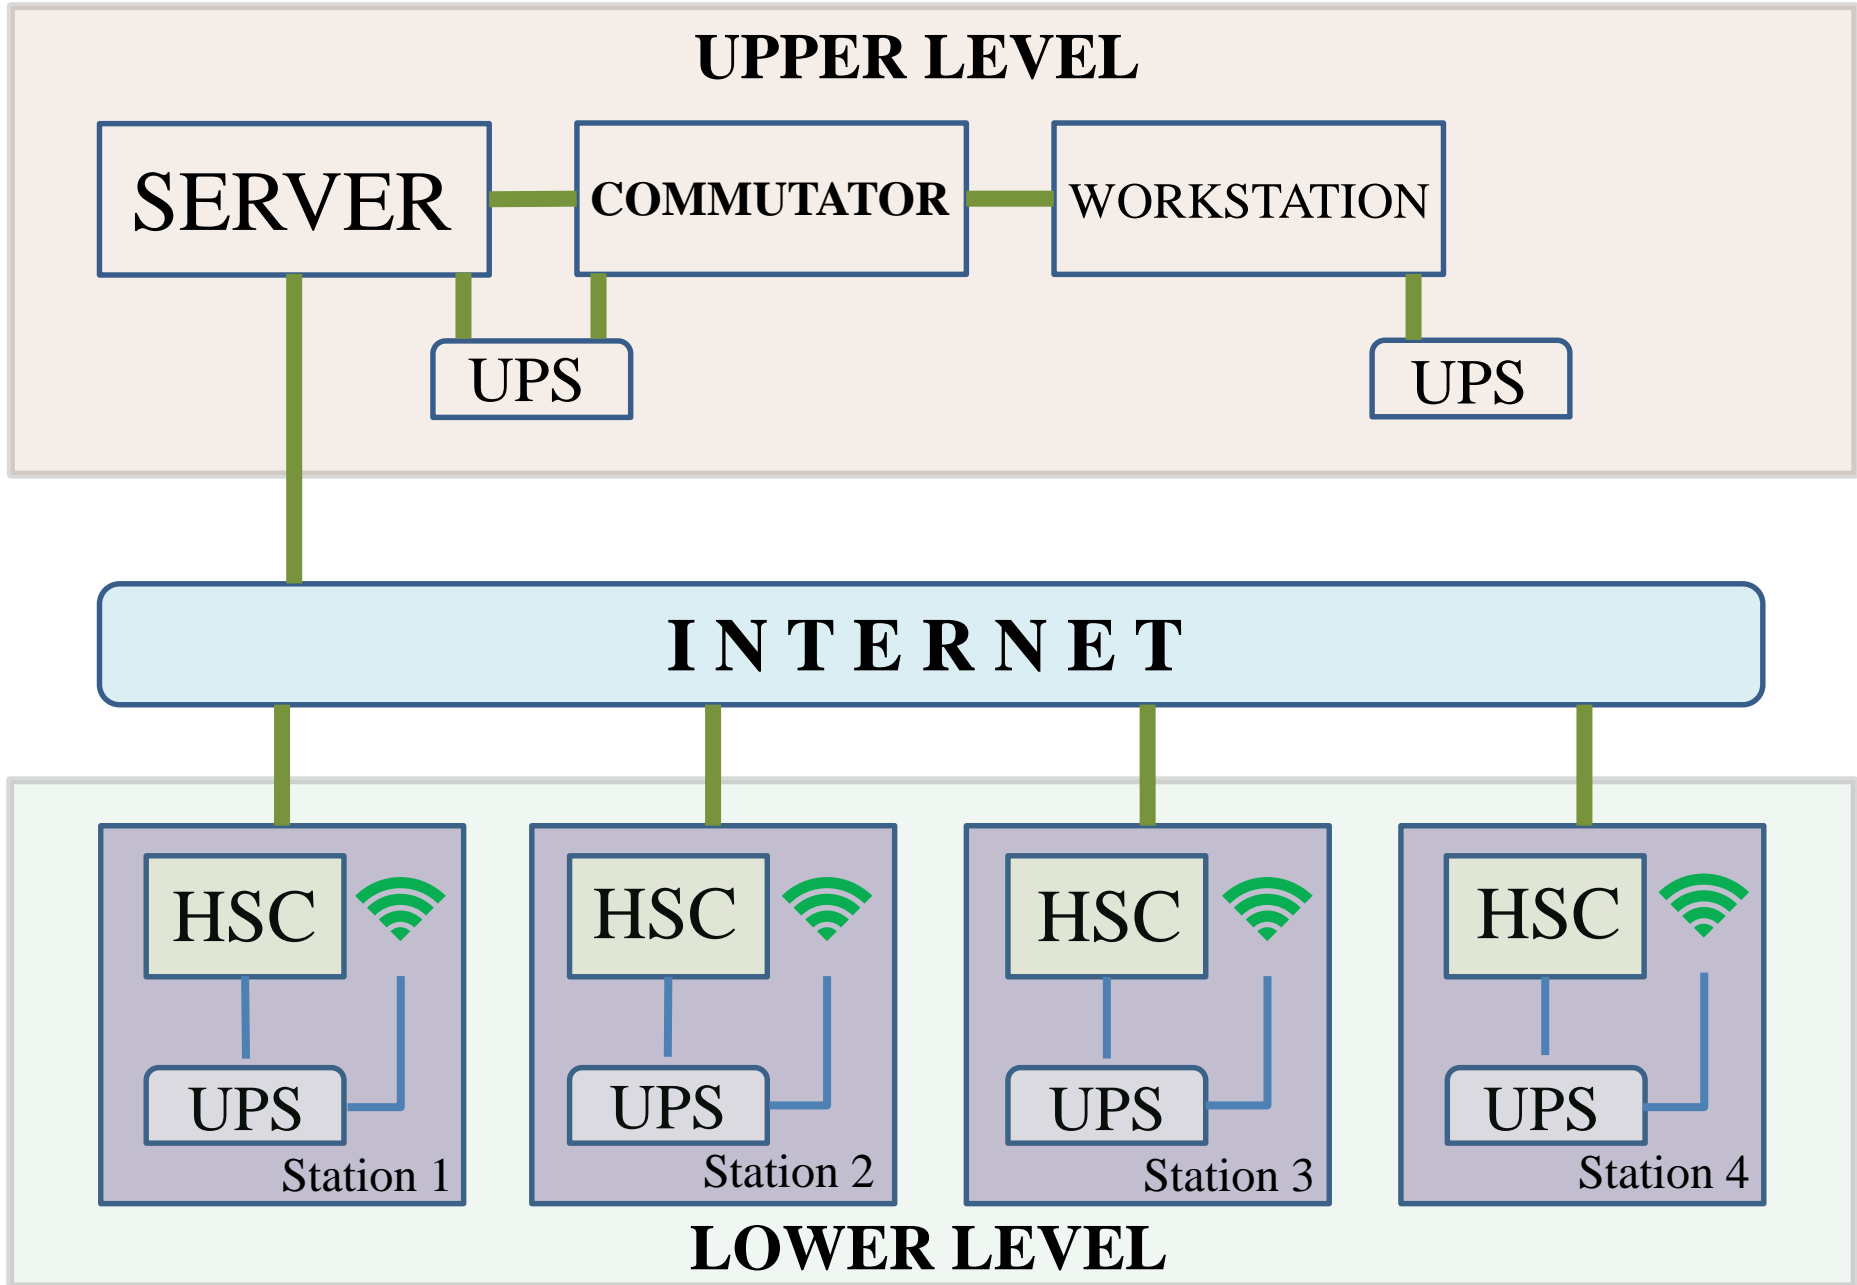 UPPER LEVEL
SERVER
COMMUTATOR
WORKSTATION
UPS
UPS
INTERNET
HSC
UPS
Station 1
HSC
UPS
Station 2
HSC
UPS
Station 3
HSC
UPS
Station 4
LOWER LEVEL